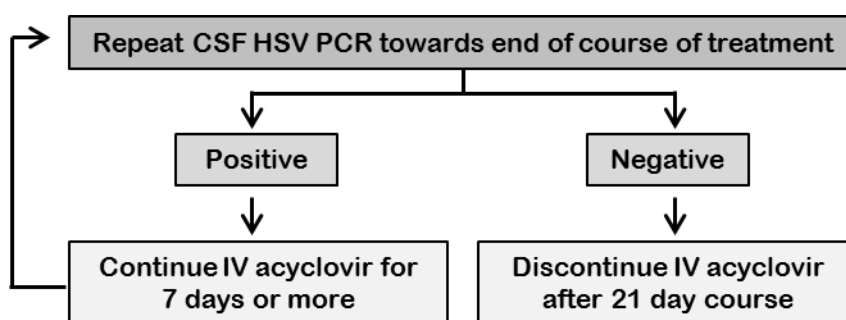 Repeat CSF HSV PCR towards end of course of treatment
Positive
Negative
Continue IV acyclovir for
7 days or more
Discontinue IV acyclovir
after 21 day course